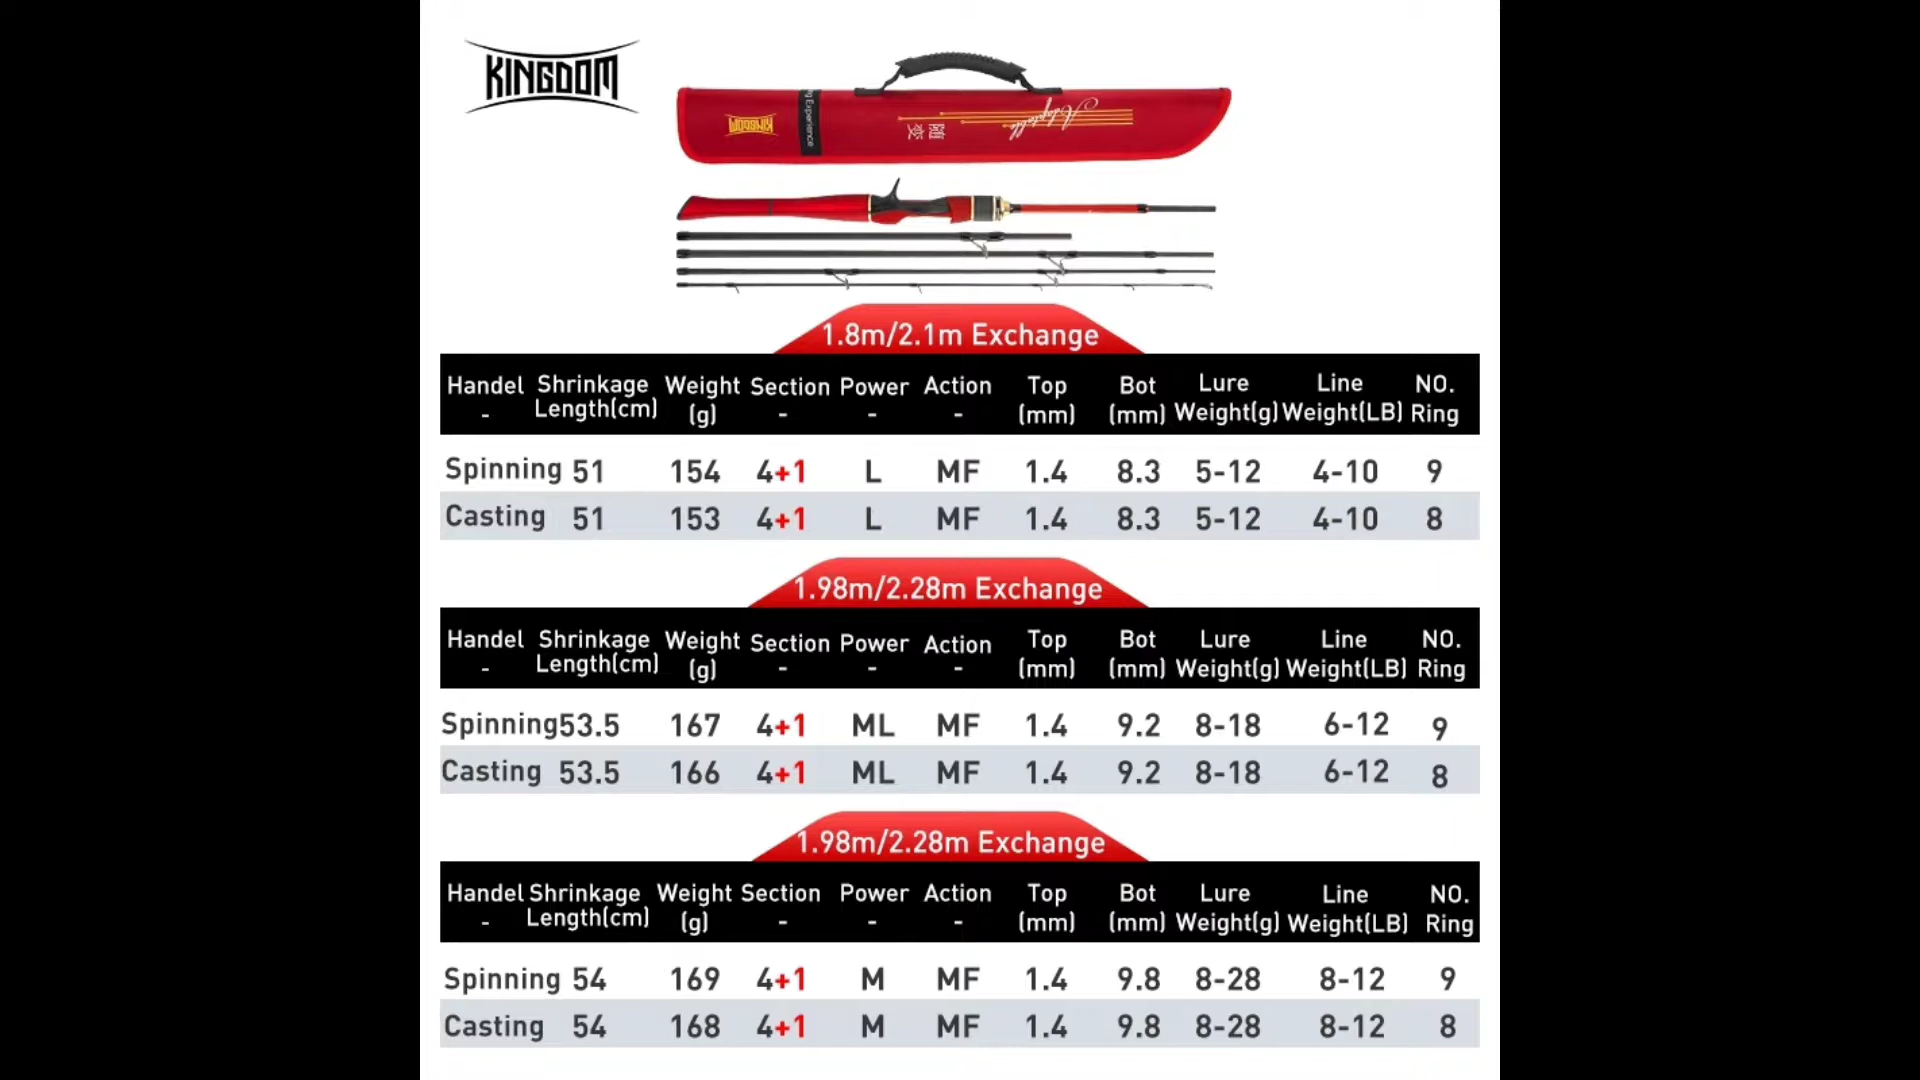 KINGDOM
ng Experience
KINGDOM
随变
Adaptable
1.8m/2.1m Exchange
Handel Shrinkage Weight Section Power Action Top Bot Lure Line NO.
- Length(cm) (g) - - - (mm) (mm) Weight(g) Weight(LB) Ring
Spinning 51 154 4+1 L MF 1.4 8.3 5-12 4-10 9
Casting 51 153 4+1 L MF 1.4 8.3 5-12 4-10 8
1.98m/2.28m Exchange
Handel Shrinkage Weight Section Power Action Top Bot Lure Line NO.
- Length(cm) (g) - - - (mm) (mm) Weight(g) Weight(LB) Ring
Spinning 53.5 167 4+1 ML MF 1.4 9.2 8-18 6-12 9
Casting 53.5 166 4+1 ML MF 1.4 9.2 8-18 6-12 8
1.98m/2.28m Exchange
Handel Shrinkage Weight Section Power Action Top Bot Lure Line NO.
- Length(cm) (g) - - - (mm) (mm) Weight(g) Weight(LB) Ring
Spinning 54 169 4+1 M MF 1.4 9.8 8-28 8-12 9
Casting 54 168 4+1 M MF 1.4 9.8 8-28 8-12 8